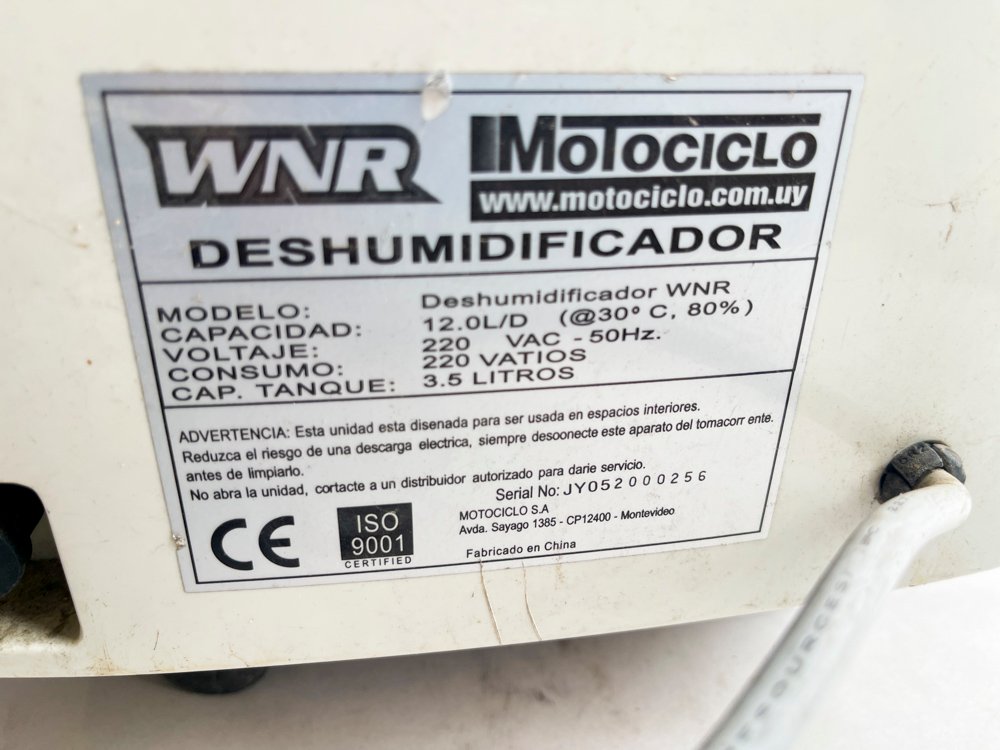 WNR
MOTOCICLO
www.motociclo.com.uy
DESHUMIDIFICADOR
MODELO: Deshumidificador WNR
CAPACIDAD: 12.0L/D (@30º C, 80%)
VOLTAJE: 220 VAC - 50Hz.
CONSUMO: 220 VATIOS
CAP. TANQUE: 3.5 LITROS
ADVERTENCIA: Esta unidad esta disenada para ser usada en espacios interiores.
Reduzca el riesgo de una descarga electrica, siempre desoonecte este aparato del tomacorr ente.
antes de limpiarlo.
No abra la unidad, cortacte a un distribuidor autorizado para darie servicio.
Serial No: JY052000256
CE
ISO
9001
CERTIFIED
MOTOCICLO S.A
Avda. Sayago 1385 - CP12400 - Montevideo
Fabricado en China